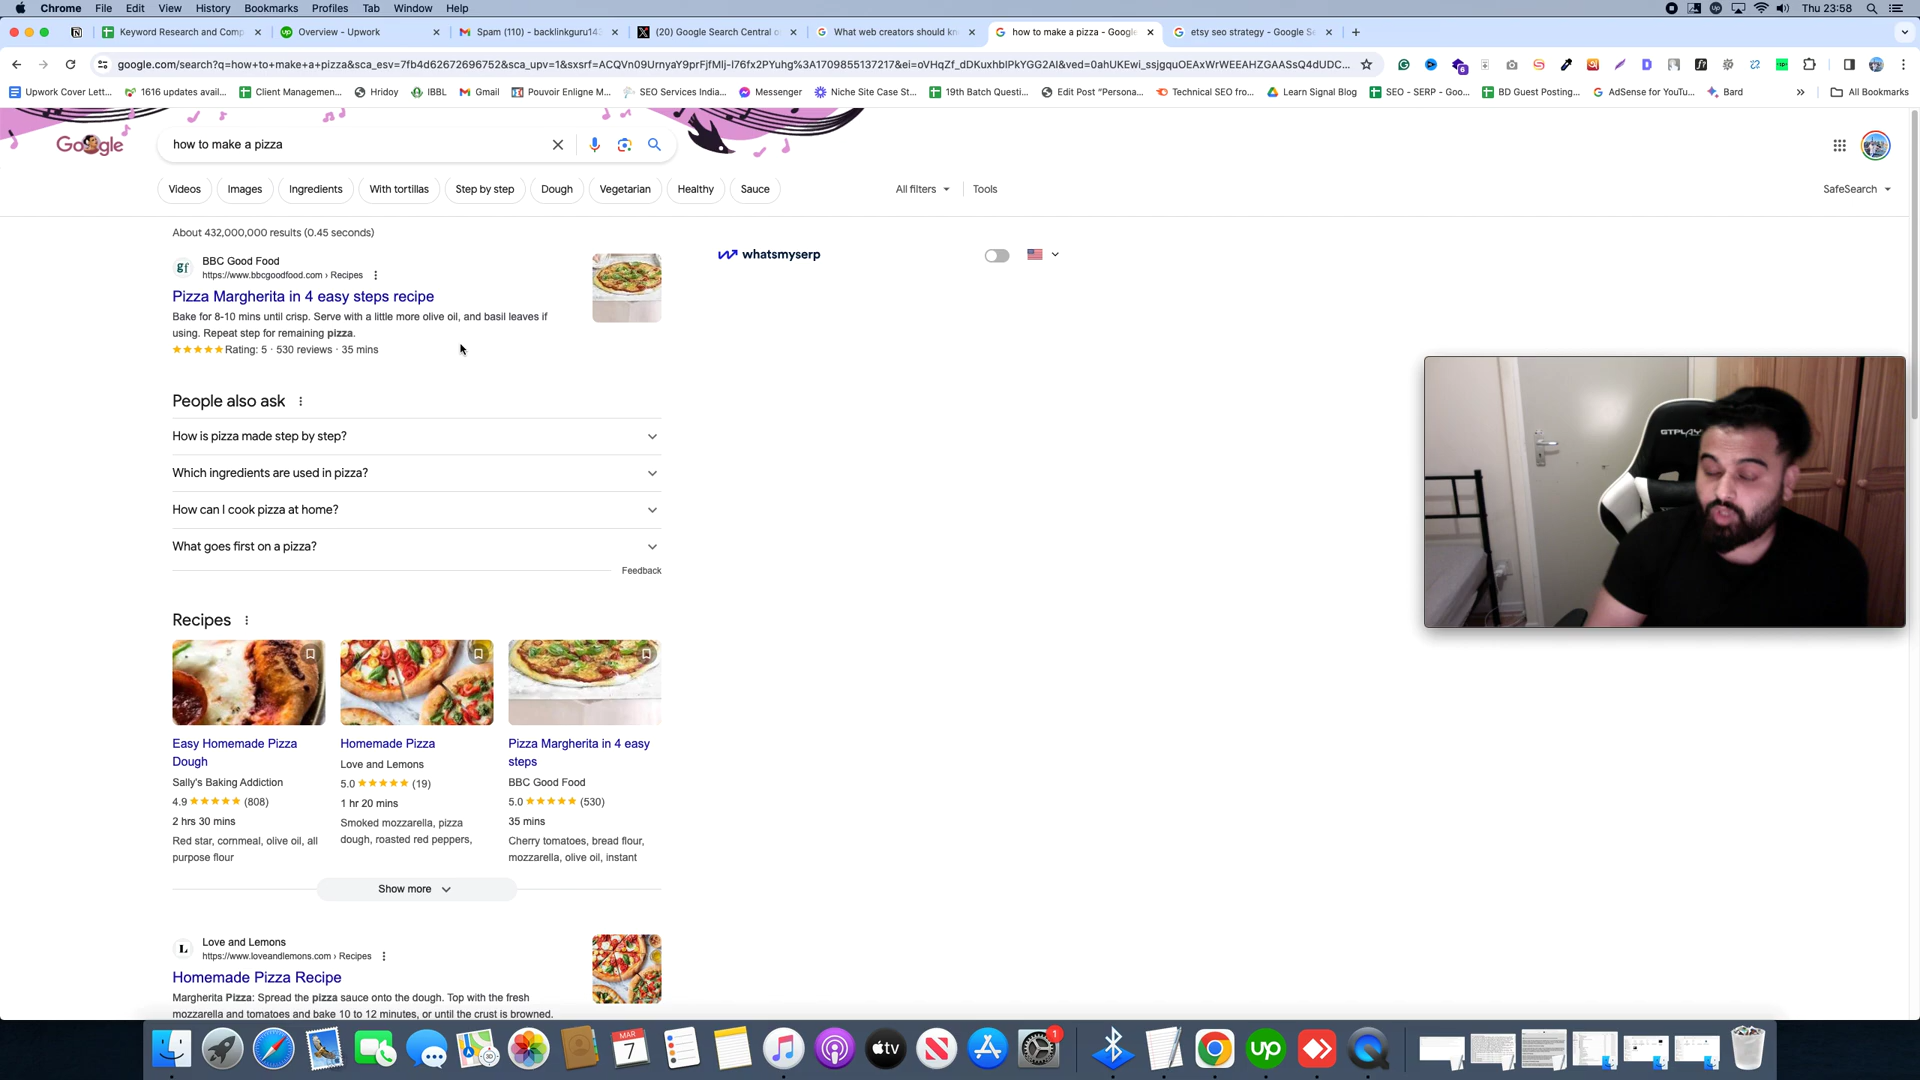 Chrome File Edit View History Bookmarks Profiles Tab Window Help Thu 23:58
Keyword Research and Comp
Overview - Upwork
Spam (110) - backlinkguru14
(20) Google Search Central o
What web creators should kn
how to make a pizza - Google
etsy seo strategy - Google S
google.com/search?q=how+to+make+a+pizza&sca_esv=7fb4d62672696752&sca_upv=1&sxsrf=
Upwork Cover Lett...
1616 updates avail...
Client Managemen...
Hridoy
IBBL
Gmail
Pouvoir Enligne M...
SEO Services India...
Messenger
Niche Site Case St...
19th Batch Questi...
Edit Post “Persona...
Technical SEO fro...
Learn Signal Blog
SEO - SERP - Goo...
BD Guest Posting...
AdSense for YouTu...
Bard
All Bookmarks
Google
how to make a pizza
Videos
Images
Ingredients
With tortillas
Step by step
Dough
Vegetarian
Healthy
Sauce
All filters
Tools
SafeSearch
About 432,000,000 results (0.45 seconds)
whatsmyserp
gf
BBC Good Food
https://www.bbcgoodfood.com › Recipes
Pizza Margherita in 4 easy steps recipe
Bake for 8-10 mins until crisp. Serve with a little more olive oil, and basil leaves if
using. Repeat step for remaining pizza.
Rating: 5 · 530 reviews · 35 mins
People also ask
How is pizza made step by step?
Which ingredients are used in pizza?
How can I cook pizza at home?
What goes first on a pizza?
Feedback
Recipes
Easy Homemade Pizza
Dough
Sally's Baking Addiction
4.9 (808)
2 hrs 30 mins
Red star, cornmeal, olive oil, all
purpose flour
Homemade Pizza
Love and Lemons
5.0 (19)
1 hr 20 mins
Smoked mozzarella, pizza
dough, roasted red peppers,
Pizza Margherita in 4 easy
steps
BBC Good Food
5.0 (530)
35 mins
Cherry tomatoes, bread flour,
mozzarella, olive oil, instant
Show more
L
Love and Lemons
https://www.loveandlemons.com › Recipes
Homemade Pizza Recipe
Margherita Pizza: Spread the pizza sauce onto the dough. Top with the fresh
mozzarella and tomatoes and bake 10 to 12 minutes, or until the crust is browned.
GTPLAY
MAR
7
tv
up
1